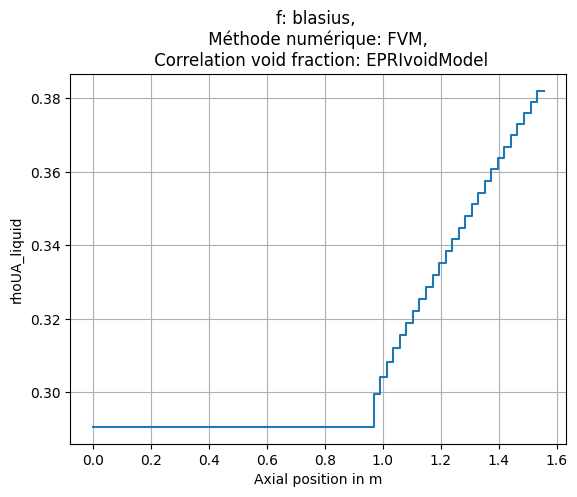 f: blasius,
Méthode numérique: FVM,
Correlation void fraction: EPRIvoidModel
rhoUA_liquid
0.38
0.36
0.34
0.32
0.30
0.0 0.2 0.4 0.6 0.8 1.0 1.2 1.4 1.6
Axial position in m